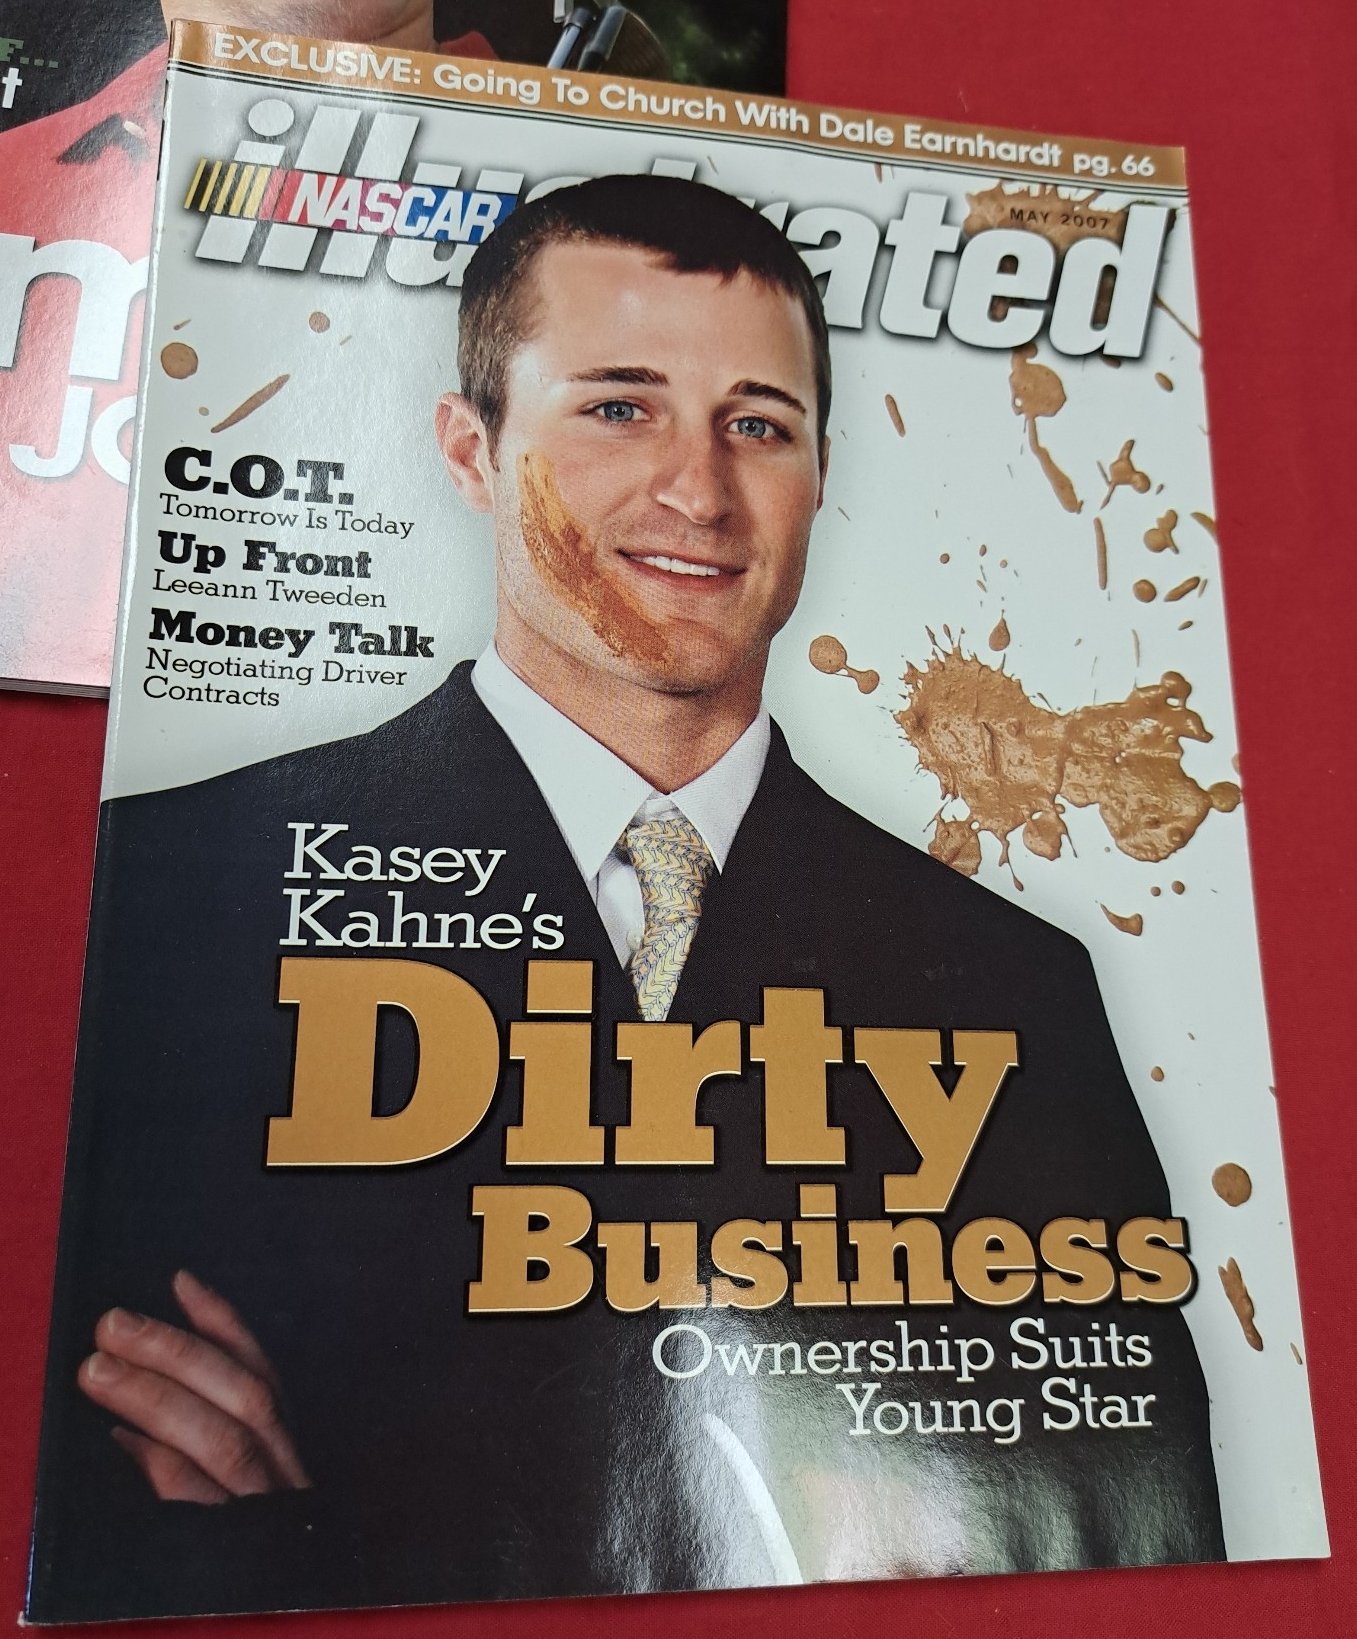 EXCLUSIVE: Going To Church With Dale Earnhardt pg. 66
NASCAR
illustrated
MAY 2007
C.O.T.
Tomorrow Is Today
Up Front
Leeann Tweeden
Money Talk
Negotiating Driver
Contracts
Kasey
Kahne's
Dirty
Business
Ownership Suits
Young Star